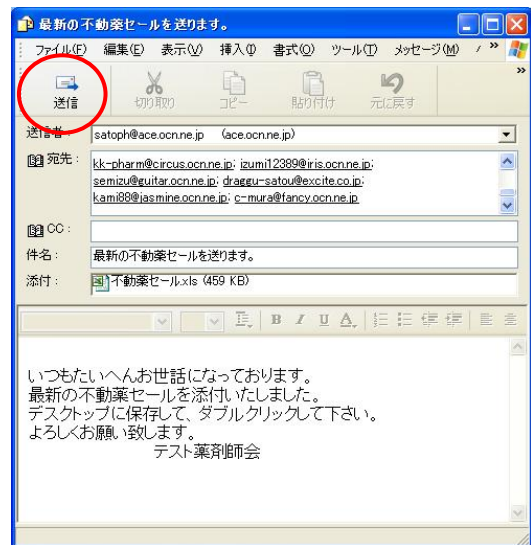 最新の不動薬セールを送ります。
ファイル(F) 編集(E) 表示(V) 挿入(I) 書式(O) ツール(T) メッセージ(M) »
送信 切り取り コピー 貼り付け 元に戻す »
送信者: satoph@ace.ocn.ne.jp (ace.ocn.ne.jp)
宛先: kk-pharm@circus.ocn.ne.jp; izumi12389@iris.ocn.ne.jp;
semizu@guitar.ocn.ne.jp; draggu-satou@excite.co.jp;
kami88@jasmine.ocn.ne.jp; c-mura@fancy.ocn.ne.jp
CC:
件名: 最新の不動薬セールを送ります。
添付: 不動薬セール.xls (459 KB)
B I U A
いつもたいへんお世話になっております。
最新の不動薬セールを添付いたしました。
デスクトップに保存して、ダブルクリックして下さい。
よろしくお願い致します。
テスト薬剤師会